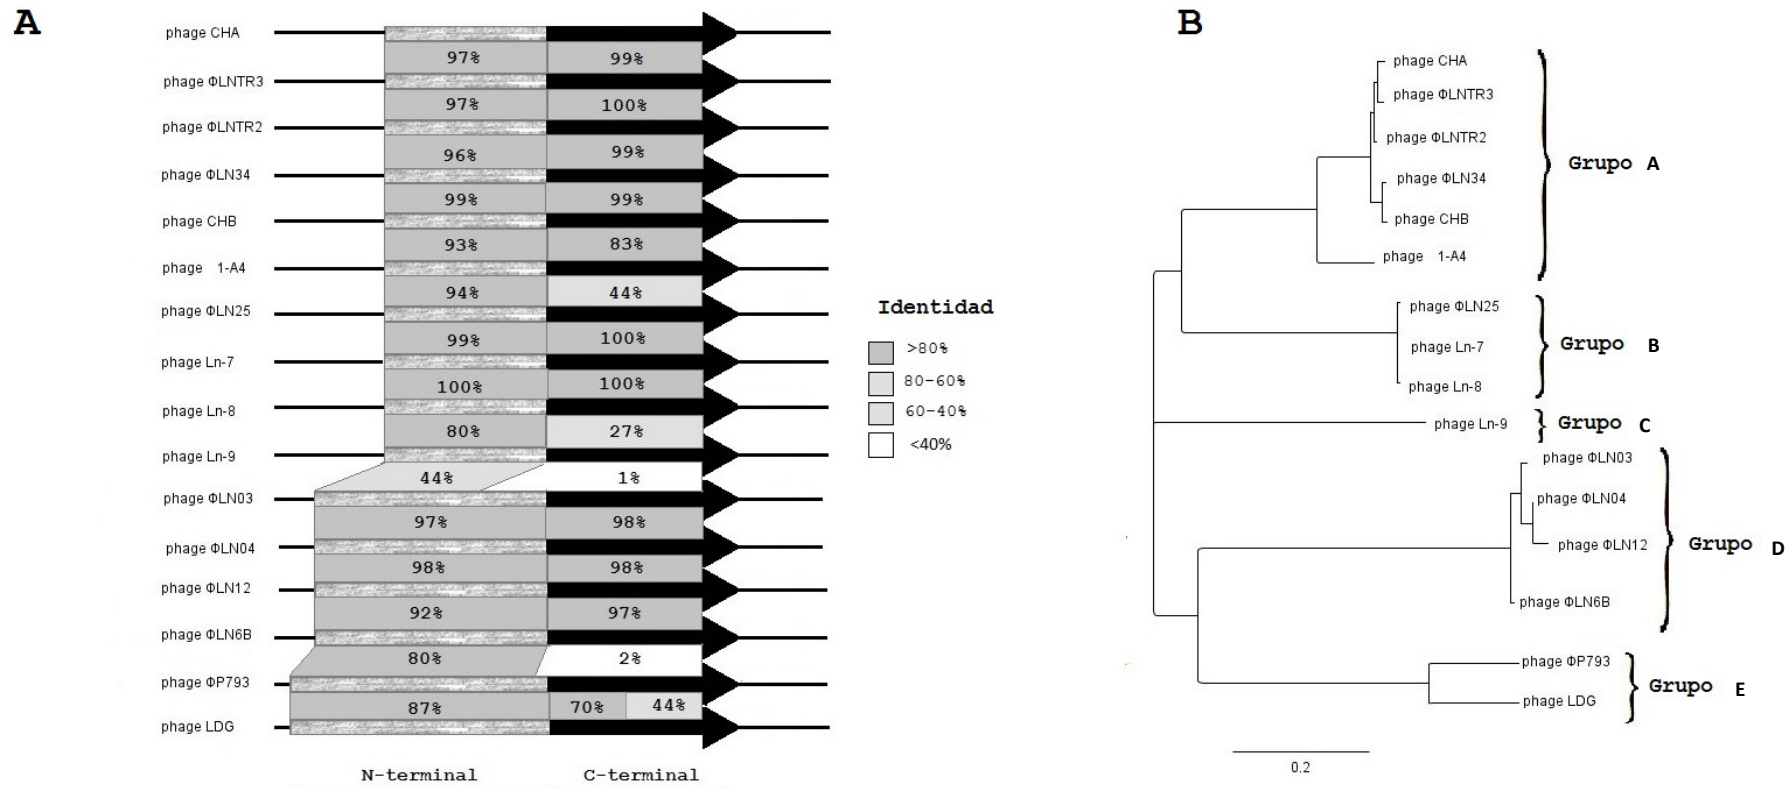 A
phage CHA
97% 99%
phage ΦLNTR3
97% 100%
phage ΦLNTR2
96% 99%
phage ΦLN34
99% 99%
phage CHB
93% 83%
phage 1-A4
94% 44%
phage ΦLN25
99% 100%
phage Ln-7
100% 100%
phage Ln-8
80% 27%
phage Ln-9
44% 1%
phage ΦLN03
97% 98%
phage ΦLN04
98% 98%
phage ΦLN12
92% 97%
phage ΦLN6B
80% 2%
phage ΦP793
87% 70% 44%
phage LDG
N-terminal C-terminal
Identidad
>80%
80-60%
60-40%
<40%
B
phage CHA
phage ΦLNTR3
phage ΦLNTR2
phage ΦLN34
phage CHB
phage 1-A4
Grupo A
phage ΦLN25
phage Ln-7
phage Ln-8
Grupo B
phage Ln-9
Grupo C
phage ΦLN03
phage ΦLN04
phage ΦLN12
phage ΦLN6B
Grupo D
phage ΦP793
phage LDG
Grupo E
0.2